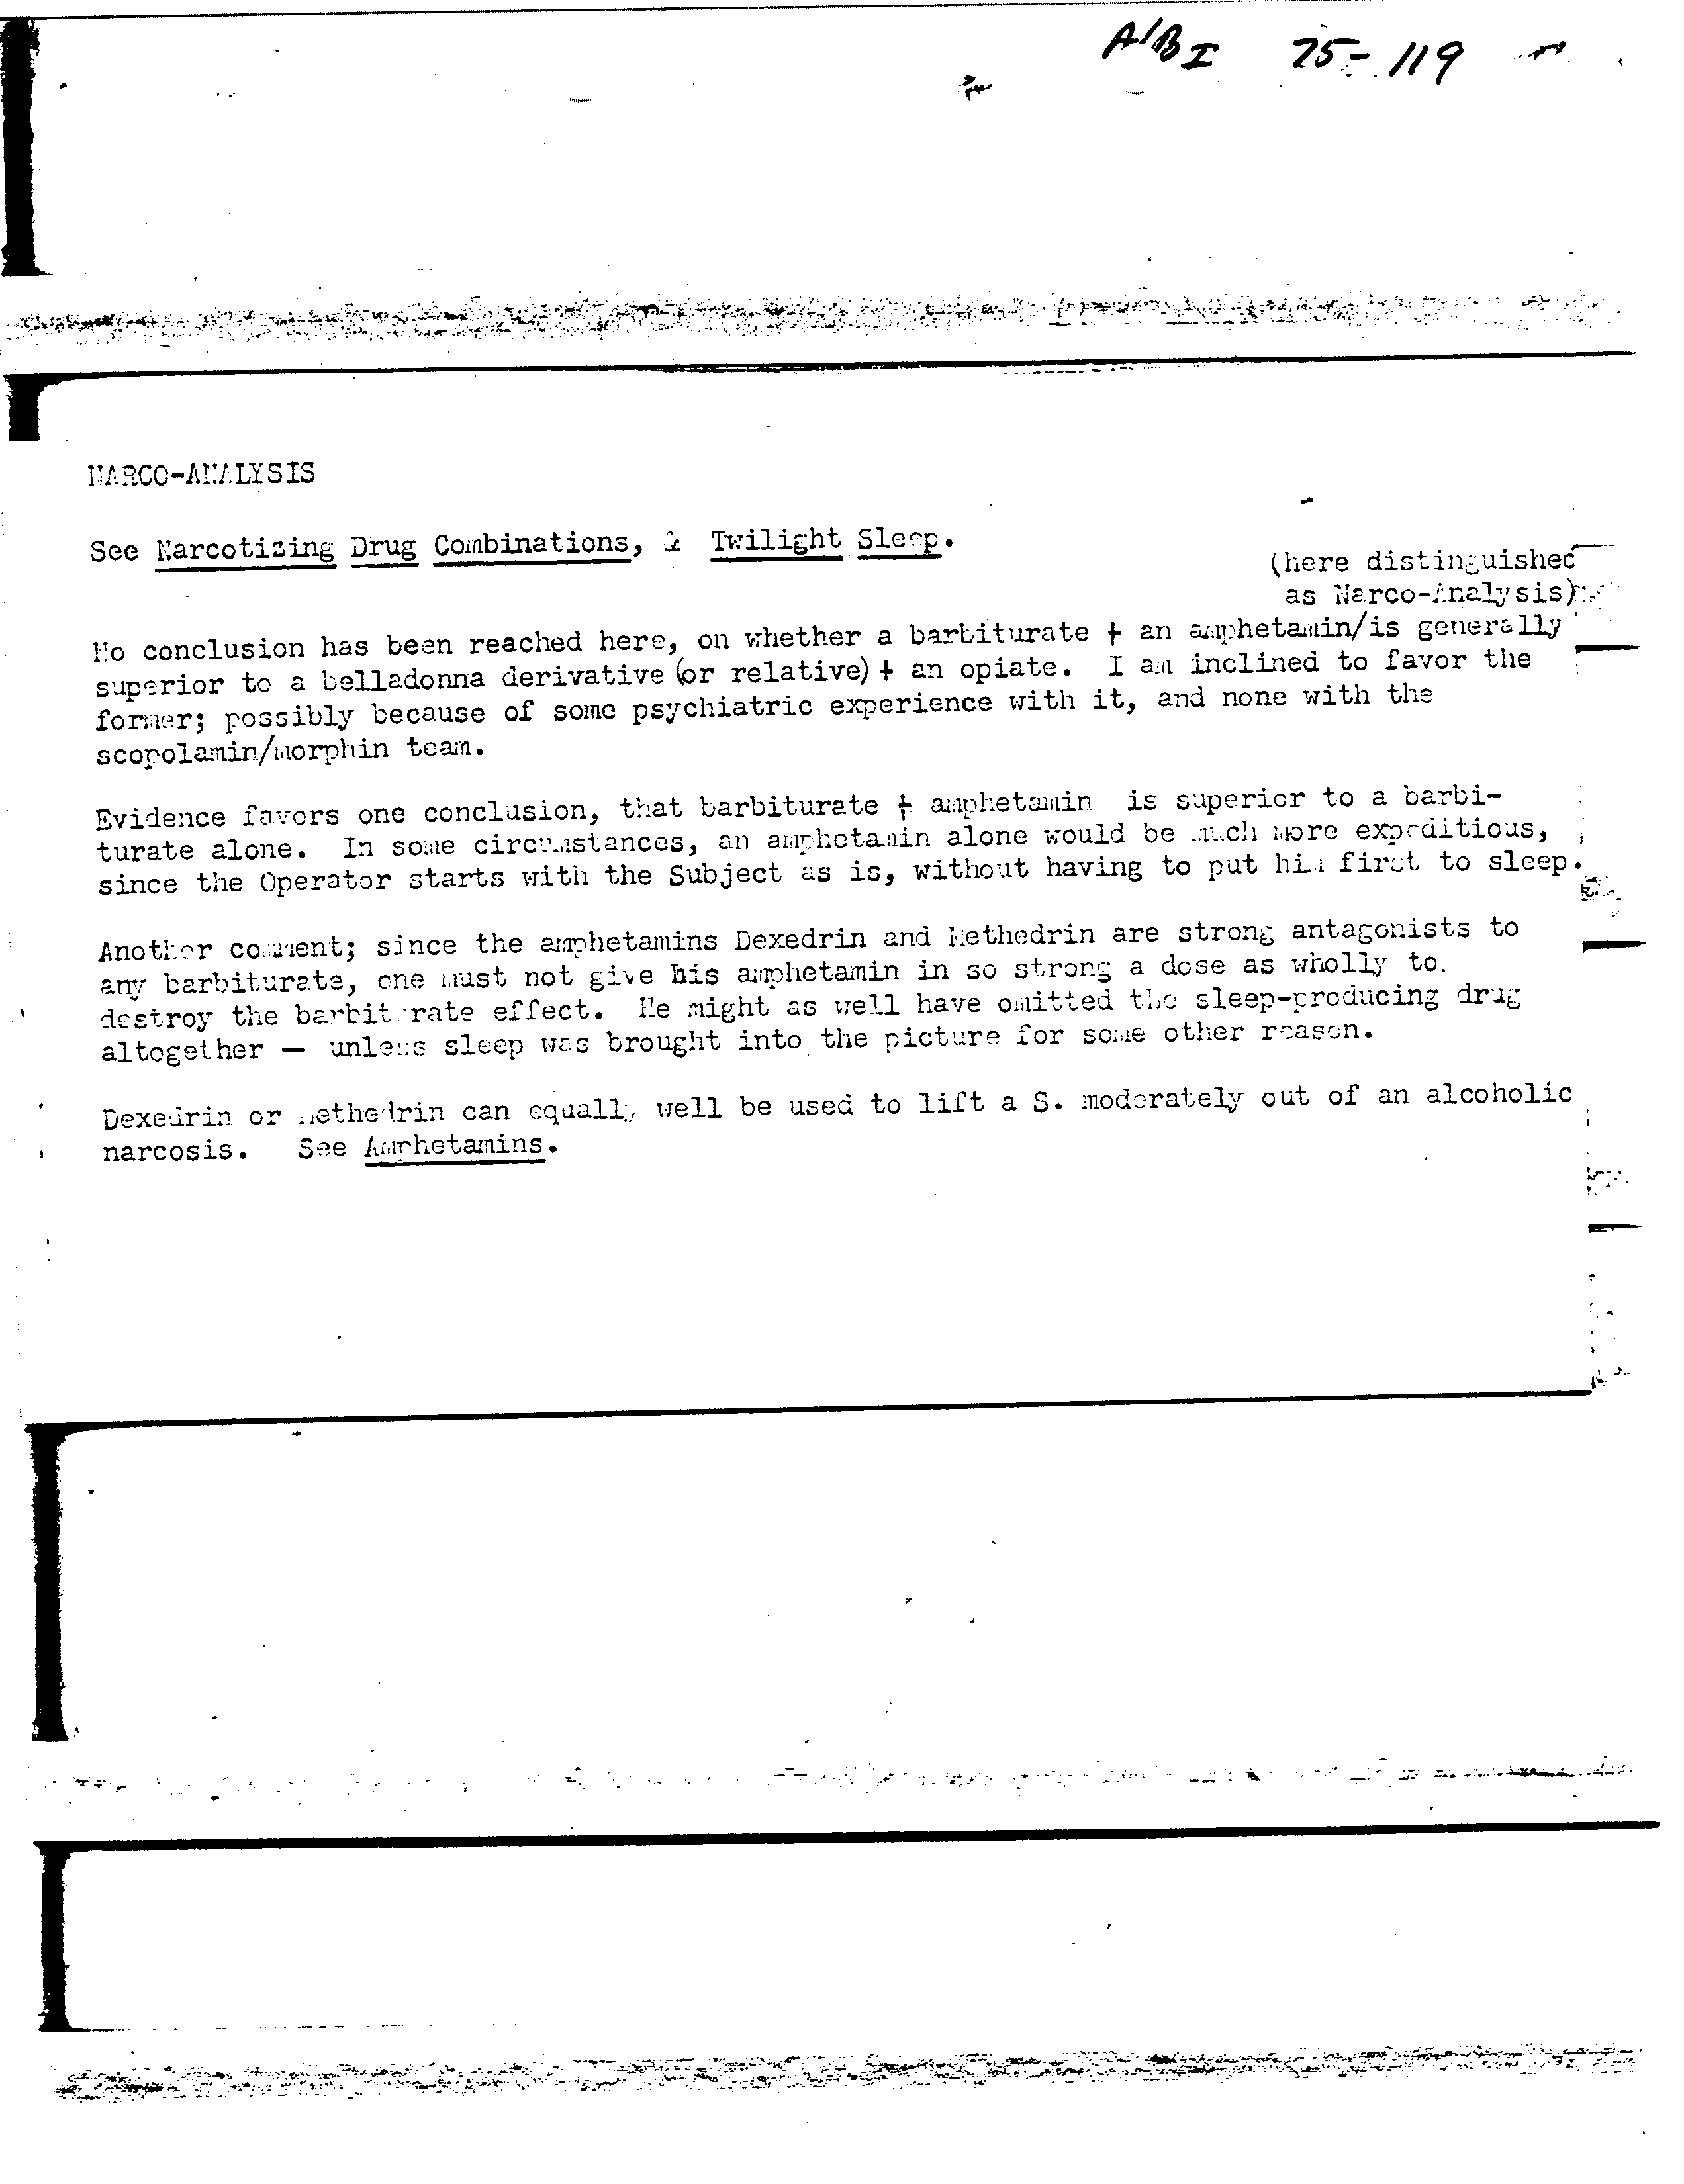 A/B I 75-119
NARCO-ANALYSIS
See Narcotizing Drug Combinations, & Twilight Sleep.
(here distinguished
as Narco-Analysis)
No conclusion has been reached here, on whether a barbiturate + an amphetamin/is generally
superior to a belladonna derivative (or relative) + an opiate. I am inclined to favor the
former; possibly because of some psychiatric experience with it, and none with the
scopolamin/morphin team.
Evidence favors one conclusion, that barbiturate + amphetamin is superior to a barbi-
turate alone. In some circumstances, an amphetamin alone would be much more expeditious,
since the Operator starts with the Subject as is, without having to put him first to sleep.
Another comment; since the amphetamins Dexedrin and Methedrin are strong antagonists to
any barbiturate, one must not give his amphetamin in so strong a dose as wholly to
destroy the barbiturate effect. He might as well have omitted the sleep-producing drug
altogether — unless sleep was brought into the picture for some other reason.
Dexedrin or Methedrin can equally well be used to lift a S. moderately out of an alcoholic
narcosis. See Amphetamins.